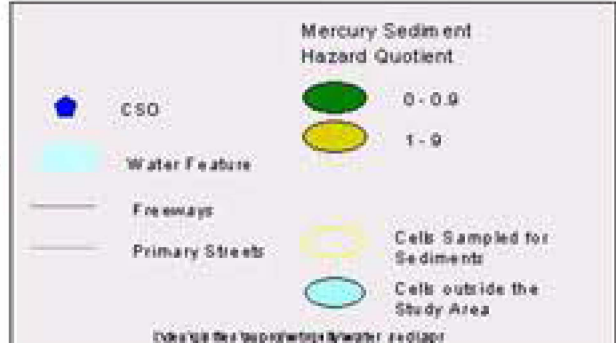 Mercury Sediment
Hazard Quotient
CSO
0 - 0.9
1 - 9
Water Feature
Freeways
Primary Streets
Cells Sampled for
Sediments
Cells outside the
Study Area